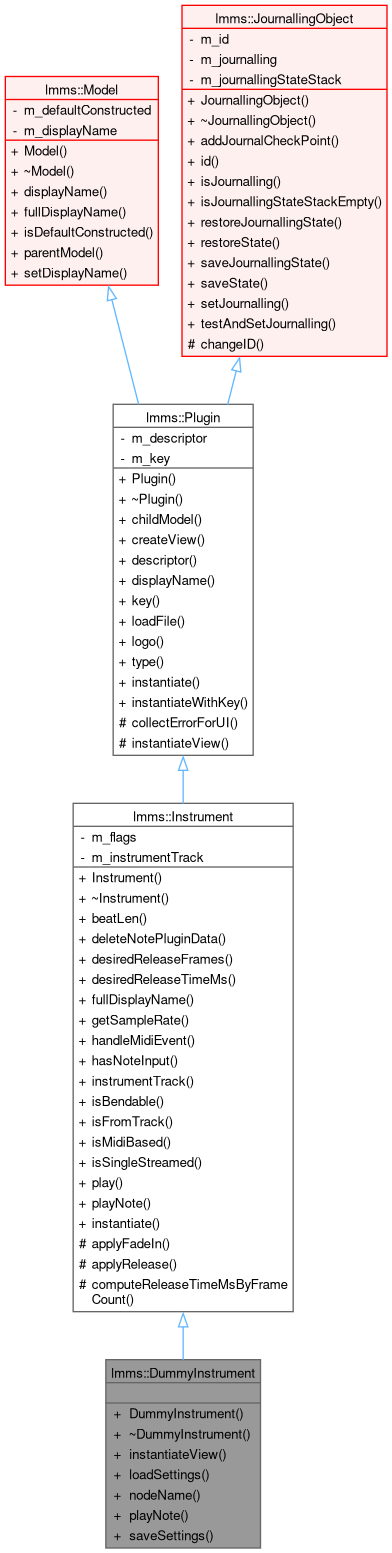 lmms::JournallingObject
- m_id
- m_journalling
- m_journallingStateStack
+ JournallingObject()
+ ~JournallingObject()
+ addJournalCheckPoint()
+ id()
+ isJournalling()
+ isJournallingStateStackEmpty()
+ restoreJournallingState()
+ restoreState()
+ saveJournallingState()
+ saveState()
+ setJournalling()
+ testAndSetJournalling()
# changeID()
lmms::Model
- m_defaultConstructed
- m_displayName
+ Model()
+ ~Model()
+ displayName()
+ fullDisplayName()
+ isDefaultConstructed()
+ parentModel()
+ setDisplayName()
lmms::Plugin
- m_descriptor
- m_key
+ Plugin()
+ ~Plugin()
+ childModel()
+ createView()
+ descriptor()
+ displayName()
+ key()
+ loadFile()
+ logo()
+ type()
+ instantiate()
+ instantiateWithKey()
# collectErrorForUI()
# instantiateView()
lmms::Instrument
- m_flags
- m_instrumentTrack
+ Instrument()
+ ~Instrument()
+ beatLen()
+ deleteNotePluginData()
+ desiredReleaseFrames()
+ desiredReleaseTimeMs()
+ fullDisplayName()
+ getSampleRate()
+ handleMidiEvent()
+ hasNoteInput()
+ instrumentTrack()
+ isBendable()
+ isFromTrack()
+ isMidiBased()
+ isSingleStreamed()
+ play()
+ playNote()
+ instantiate()
# applyFadeIn()
# applyRelease()
# computeReleaseTimeMsByFrame
Count()
lmms::DummyInstrument
+ DummyInstrument()
+ ~DummyInstrument()
+ instantiateView()
+ loadSettings()
+ nodeName()
+ playNote()
+ saveSettings()